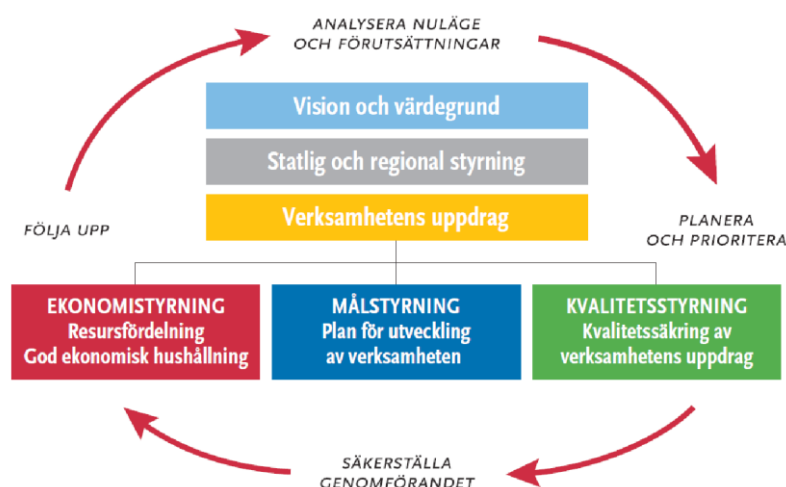 ANALYSERA NULÄGE
OCH FÖRUTSÄTTNINGAR
Vision och värdegrund
Statlig och regional styrning
Verksamhetens uppdrag
FÖLJA UPP
PLANERA
OCH PRIORITERA
EKONOMISTYRNING
Resursfördelning
God ekonomisk hushållning
MÅLSTYRNING
Plan för utveckling
av verksamheten
KVALITETSSTYRNING
Kvalitetssäkring av
verksamhetens uppdrag
SÄKERSTÄLLA
GENOMFÖRANDET